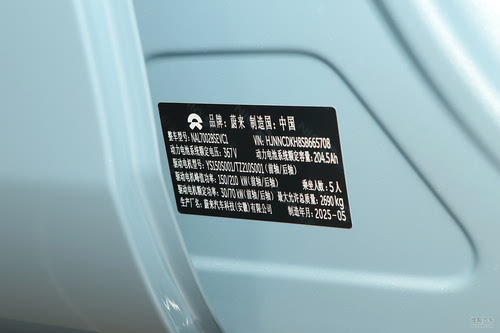 品牌：蔚来 制造国：中国
整车型号：NAL7002BSEVCJ VIN: HJNNCDKH8SB665708
动力电池系统额定电压：367V 动力电池系统额定容量：204.5Ah
驱动电机型号：YS150S001/TZ210S001（前轴/后轴）
驱动电机峰值功率：150/210 kW（前轴/后轴） 乘坐人数：5人
驱动电机额定功率：30/70 kW（前轴/后轴） 最大允许总质量：2690kg
生产厂名：蔚来汽车科技（安徽）有限公司 制造年月：2025-05